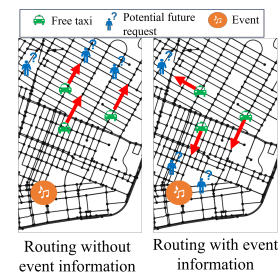 Free taxi
Potential future
request
Event
?
?
?
?
?
?
Routing without
event information
Routing with event
information